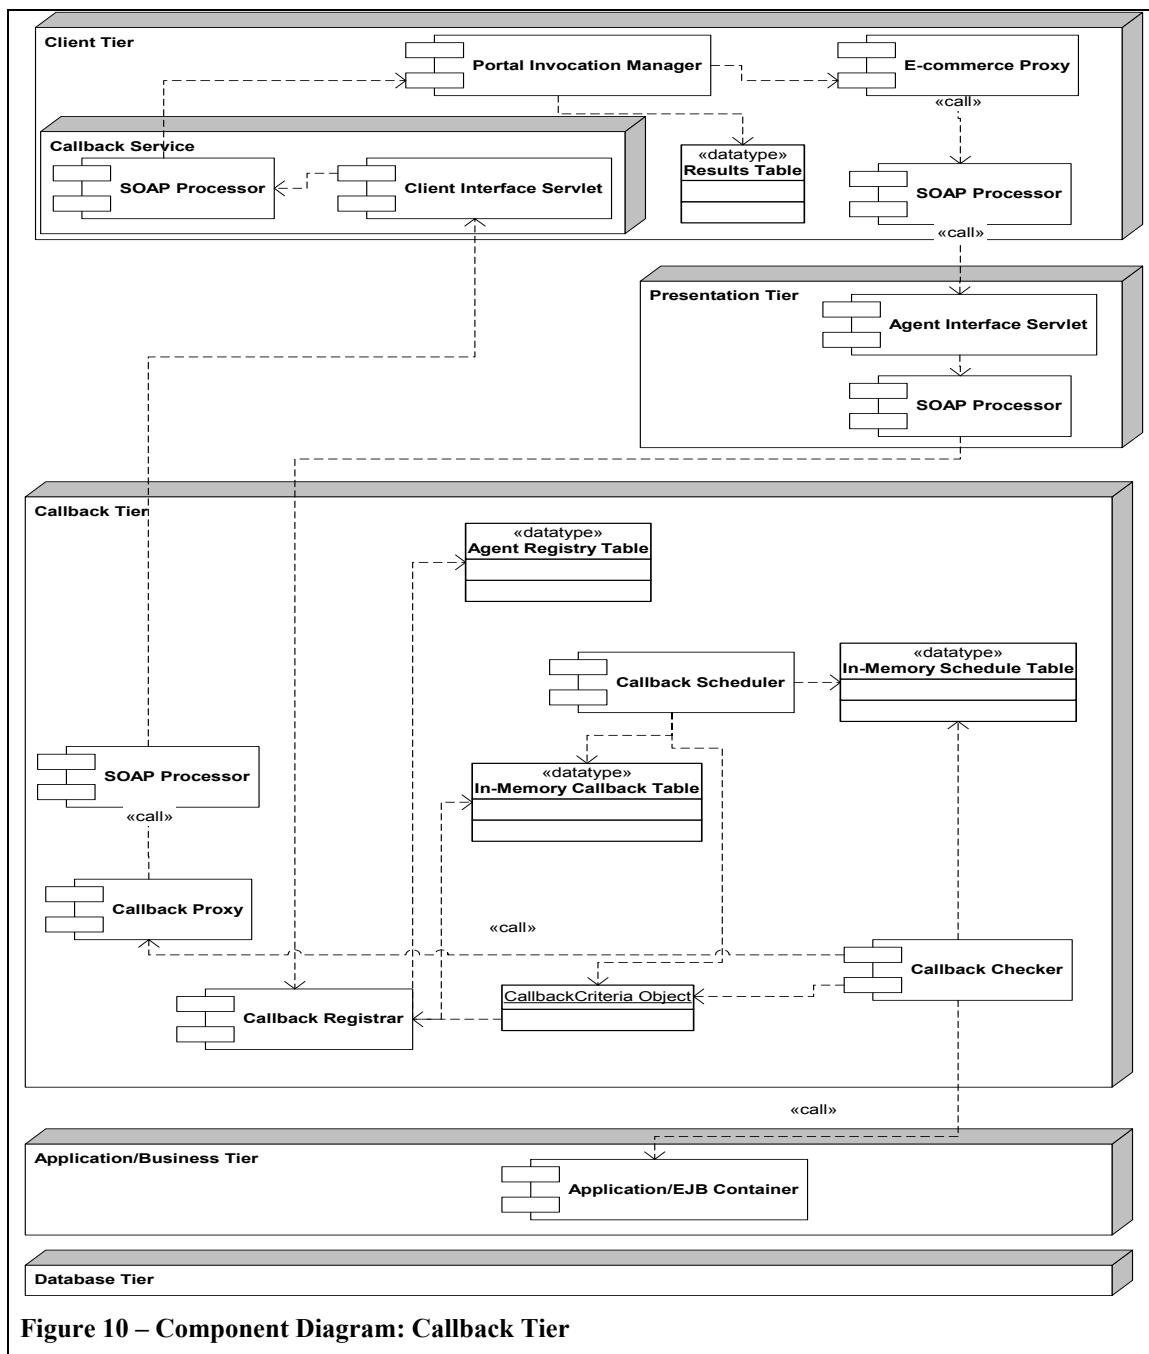 Client Tier
Portal Invocation Manager
E-commerce Proxy
«call»
Callback Service
SOAP Processor
Client Interface Servlet
«datatype»
Results Table
SOAP Processor
«call»
Presentation Tier
Agent Interface Servlet
SOAP Processor
Callback Tier
«datatype»
Agent Registry Table
«datatype»
In-Memory Schedule Table
Callback Scheduler
SOAP Processor
«call»
«datatype»
In-Memory Callback Table
Callback Proxy
«call»
Callback Checker
CallbackCriteria Object
Callback Registrar
«call»
Application/Business Tier
Application/EJB Container
Database Tier
Figure 10 – Component Diagram: Callback Tier